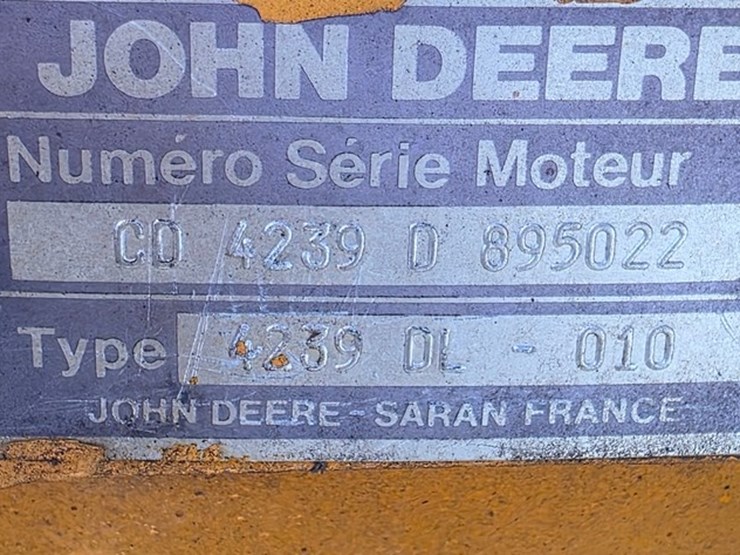 JOHN DEERE
Numéro Série Moteur
CD 4239 D 895022
Type 4239 DL - 010
JOHN DEERE - SARAN FRANCE